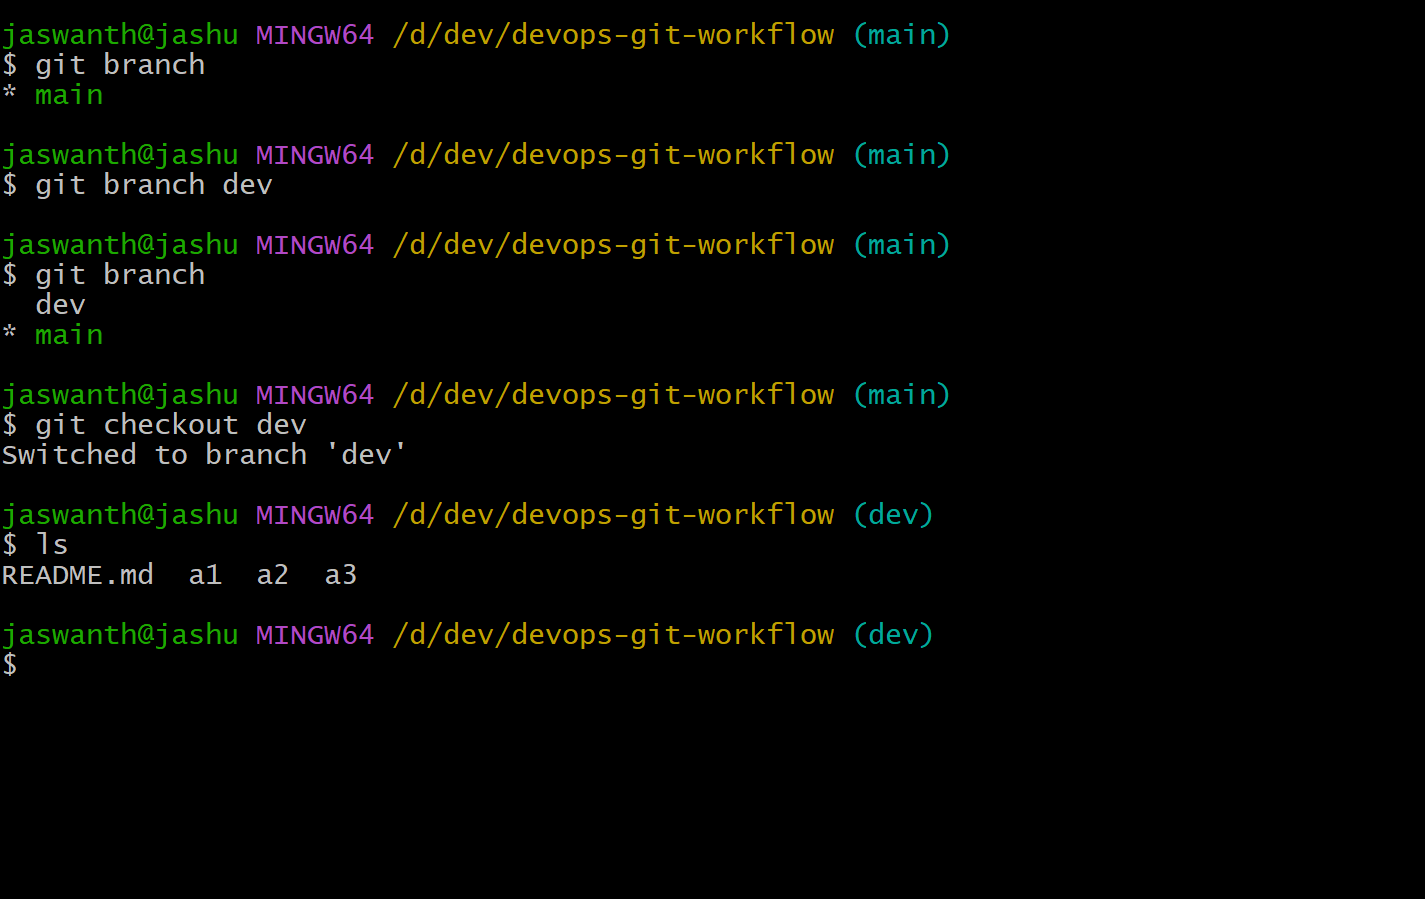 jaswanth@jashu MINGW64 /d/dev/devops-git-workflow (main)
$ git branch
* main
jaswanth@jashu MINGW64 /d/dev/devops-git-workflow (main)
$ git branch dev
jaswanth@jashu MINGW64 /d/dev/devops-git-workflow (main)
$ git branch
  dev
* main
jaswanth@jashu MINGW64 /d/dev/devops-git-workflow (main)
$ git checkout dev
Switched to branch 'dev'
jaswanth@jashu MINGW64 /d/dev/devops-git-workflow (dev)
$ ls
README.md  a1  a2  a3
jaswanth@jashu MINGW64 /d/dev/devops-git-workflow (dev)
$